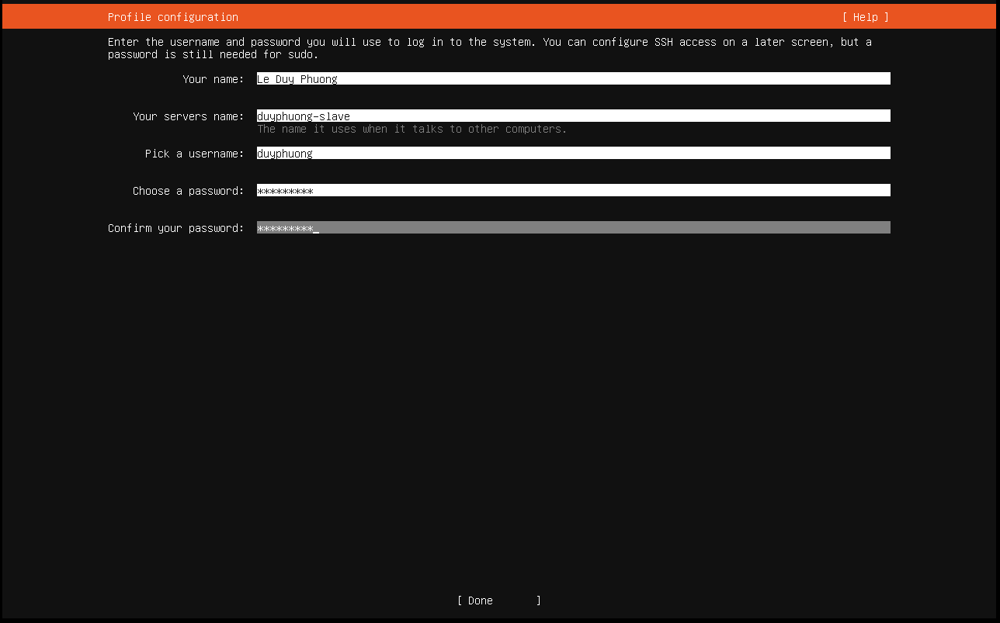 Profile configuration [ Help ]
Enter the username and password you will use to log in to the system. You can configure SSH access on a later screen, but a
password is still needed for sudo.
Your name: Le Duy Phuong
Your servers name: duyphuong-slave
The name it uses when it talks to other computers.
Pick a username: duyphuong
Choose a password: *********
Confirm your password: *********_
[ Done ]